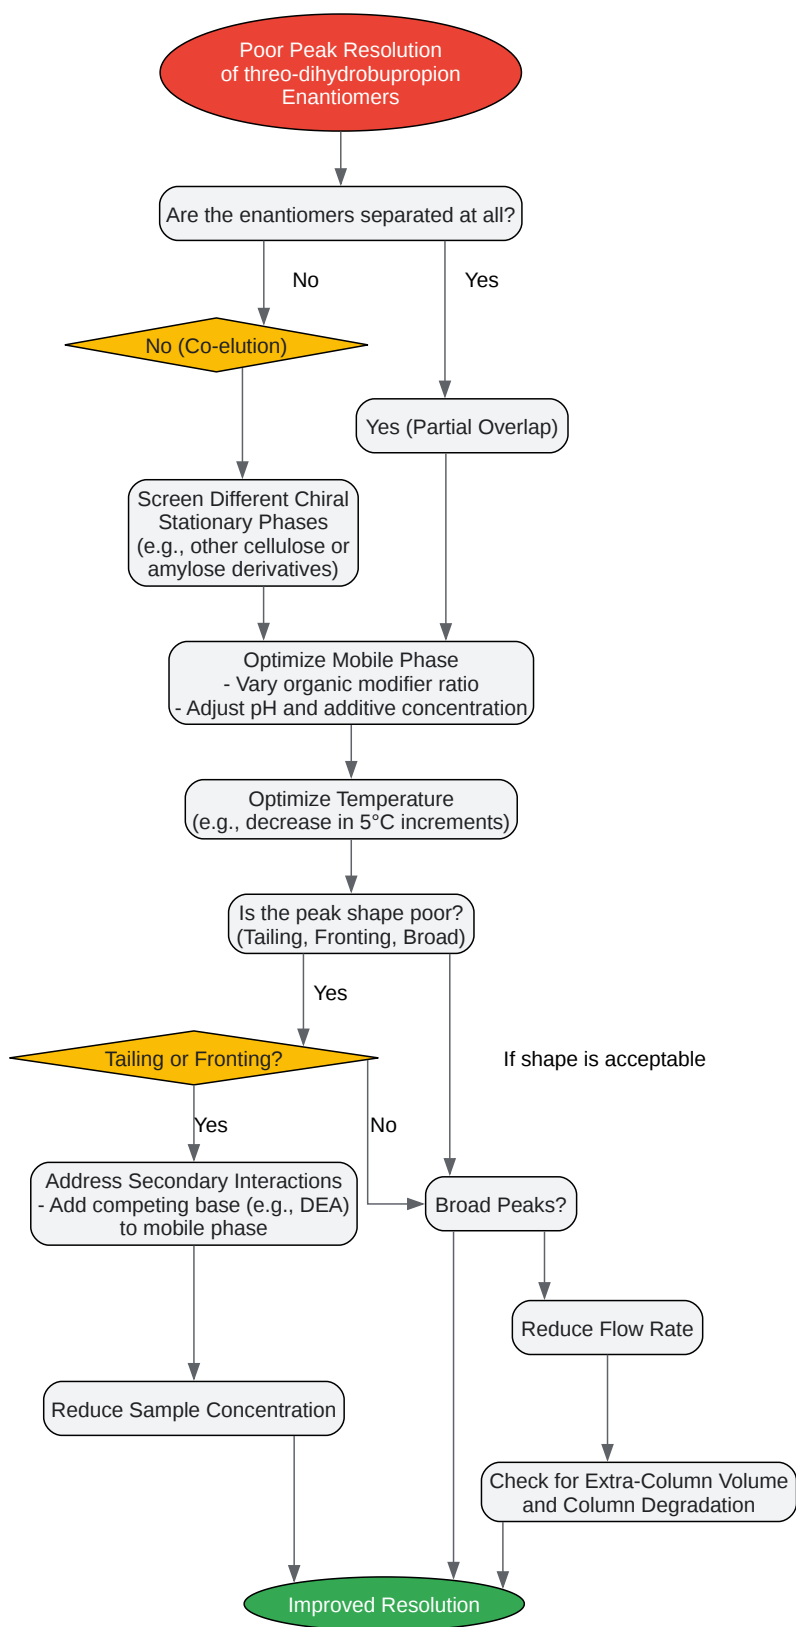 Poor Peak Resolution
of threo-dihydrobupropion
Enantiomers
Are the enantiomers separated at all?
No
Yes
No (Co-elution)
Yes (Partial Overlap)
Screen Different Chiral
Stationary Phases
(e.g., other cellulose or
amylose derivatives)
Optimize Mobile Phase
- Vary organic modifier ratio
- Adjust pH and additive concentration
Optimize Temperature
(e.g., decrease in 5°C increments)
Is the peak shape poor?
(Tailing, Fronting, Broad)
Yes
Tailing or Fronting?
If shape is acceptable
Yes
No
Address Secondary Interactions
- Add competing base (e.g., DEA)
to mobile phase
Broad Peaks?
Reduce Flow Rate
Reduce Sample Concentration
Check for Extra-Column Volume
and Column Degradation
Improved Resolution